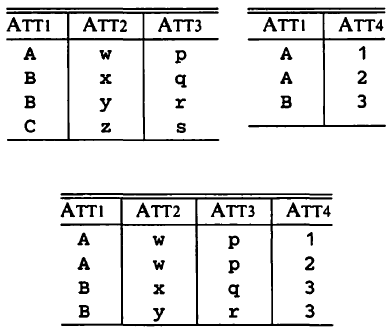 ATT1 ATT2 ATT3
A w p
B x q
B y r
C z s
ATT1 ATT4
A 1
A 2
B 3
ATT1 ATT2 ATT3 ATT4
A w p 1
A w p 2
B x q 3
B y r 3